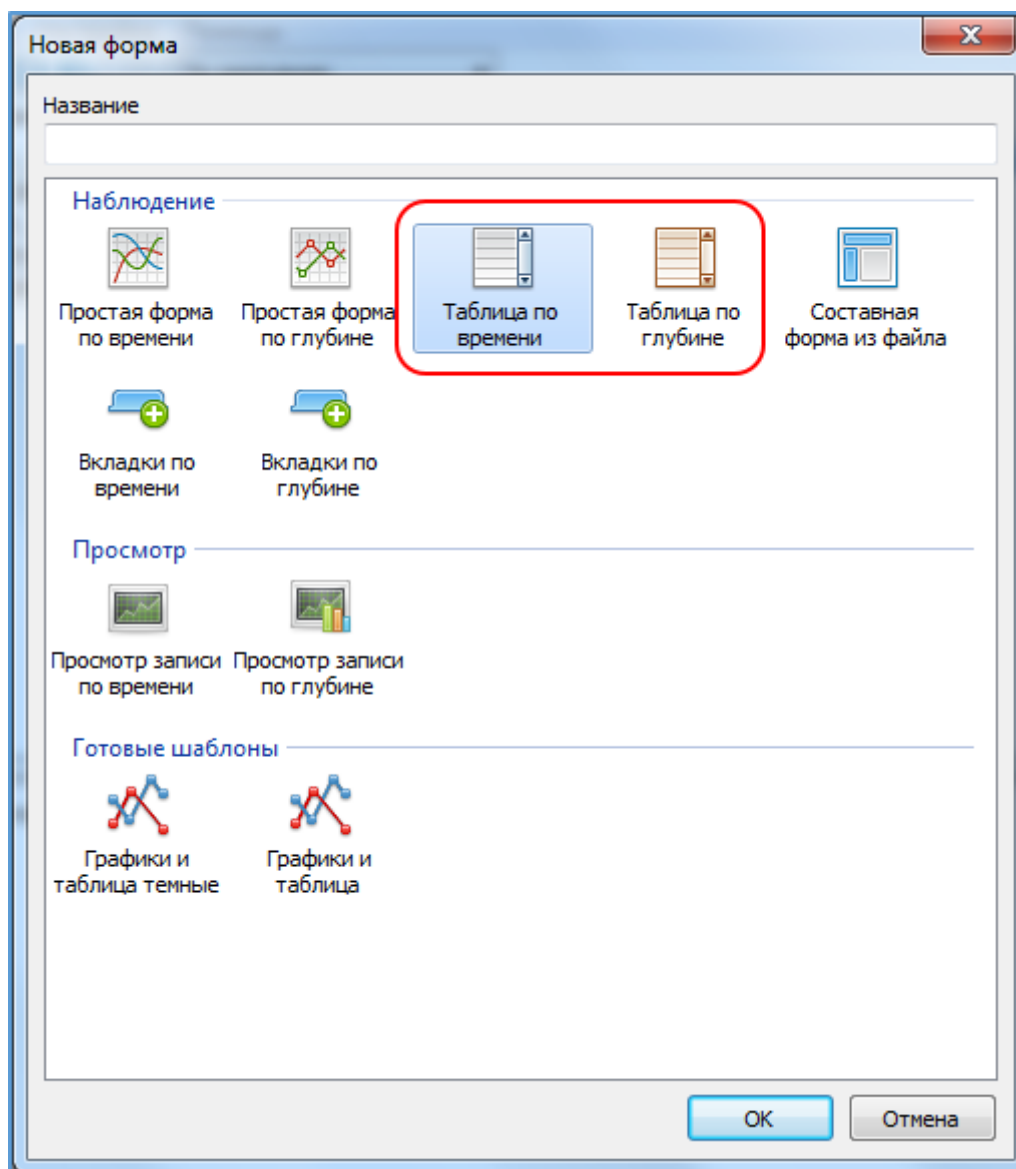 Новая форма
Название
Наблюдение
Простая форма Простая форма Таблица по Таблица по Составная
по времени по глубине времени глубине форма из файла
Вкладки по Вкладки по
времени глубине
Просмотр
Просмотр записи Просмотр записи
по времени по глубине
Готовые шаблоны
Графики и Графики и
таблица темные таблица
OK Отмена